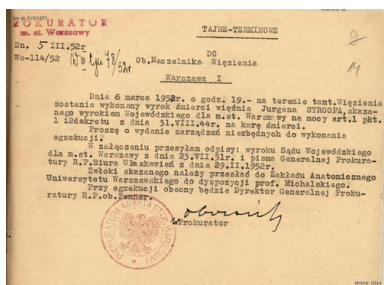 PROKURATOR
m. st. Warszawy
Dn. 5 III.52r
Wo-114/52
TAJNE-TERMINOWE
DO
Ob.Naczelnika Więzienia
Warszawa I
Dnia 6 marca 1952r.o godz. 19.- na terenie tamt.Więzienia
zostanie wykonany wyrok śmierci więźnia Jurgena STROOPA, skaza-
nego wyrokiem Wojewódzkiego dla m.st. Warszawy na mocy art.1 pkt.
1 i2dekretu z dnia 31.VIII.44r. na karę śmierci.
Proszę o wydanie zarządzeń niezbędnych do wykonania
egzekucji.
W załączeniu przesyłam odpisy: wyroku Sądu Wojewódzkiego
dla m.st. Warszawy z dnia 23.VII.51r. i pisma Generalnej Prokura-
tury R.P.Biura Ułaskawień z dnia 29.II.1952r.
Zwłoki skazanego należy przesłać do Zakładu Anatomicznego
Uniwersytetu Warszawskiego do dyspozycji prof. Michalskiego.
Przy egzekucji obecny będzie Dyrektor Generalnej Proku-
ratury R.P.ob.Penner.
wProkurator
14